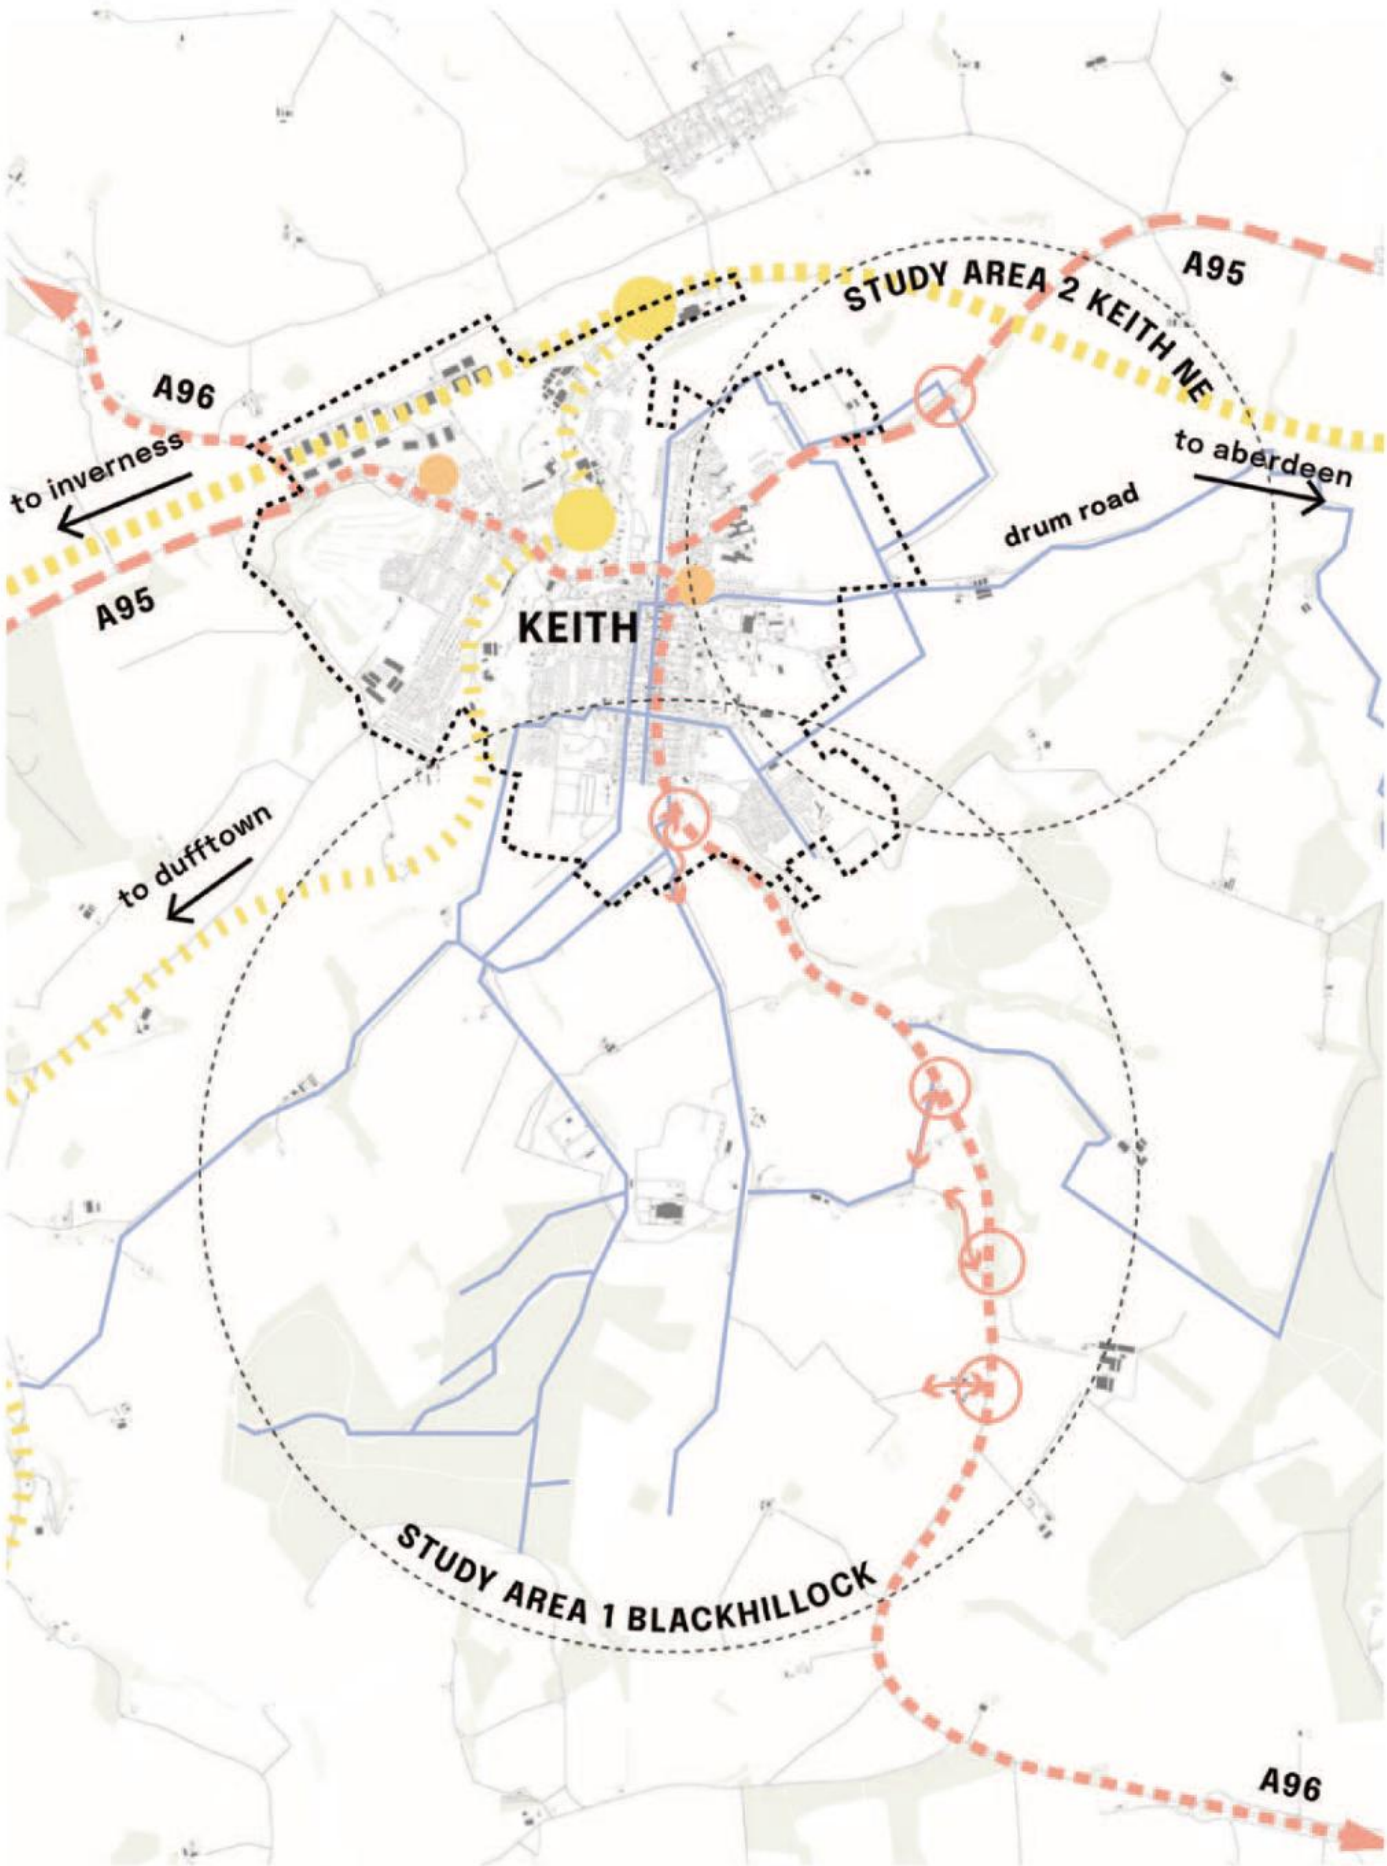 STUDY AREA 2 KEITH NE
A95
A96
to inverness
to aberdeen
drum road
A95
KEITH
to dufftown
STUDY AREA 1 BLACKHILLOCK
A96